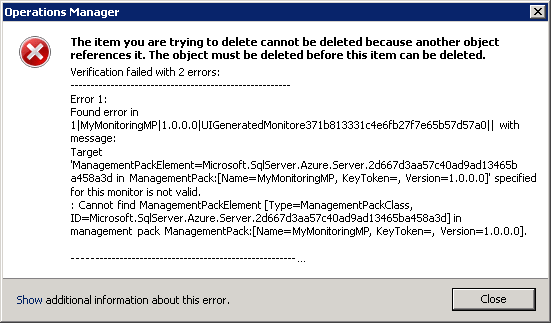 Operations Manager
The item you are trying to delete cannot be deleted because another object
references it. The object must be deleted before this item can be deleted.
Verification failed with 2 errors:
-------------------------------------------------------
Error 1:
Found error in
1|MyMonitoringMP|1.0.0.0|UIGeneratedMonitore371b813331c4e6fb27f7e65b57d57a0|| with
message:
Target
'ManagementPackElement=Microsoft.SqlServer.Azure.Server.2d667d3aa57c40ad9ad13465b
a458a3d in ManagementPack:[Name=MyMonitoringMP, KeyToken=, Version=1.0.0.0]' specified
for this monitor is not valid.
: Cannot find ManagementPackElement [Type=ManagementPackClass,
ID=Microsoft.SqlServer.Azure.Server.2d667d3aa57c40ad9ad13465ba458a3d] in
management pack ManagementPack:[Name=MyMonitoringMP, KeyToken=, Version=1.0.0.0].
-------------------------------------------------------...
Show additional information about this error.
Close